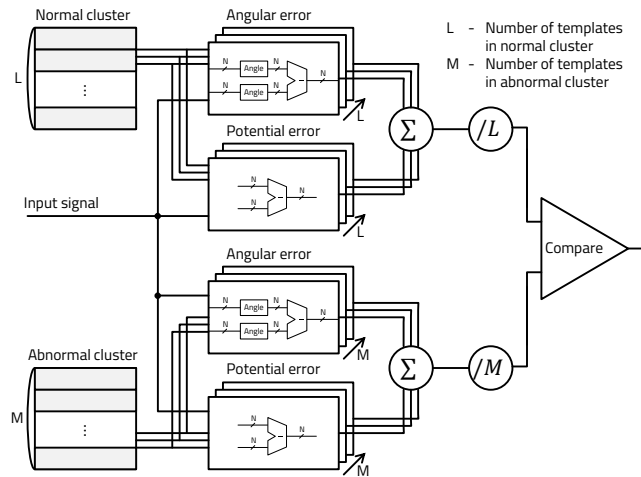 Normal cluster
L
⋮
Angular error
N
Angle
N
N
Angle
N
−
N
L
L - Number of templates
in normal cluster
M - Number of templates
in abnormal cluster
Potential error
N
N
−
N
L
Σ
/L
Input signal
Compare
Angular error
N
Angle
N
N
Angle
N
−
N
M
Abnormal cluster
M
⋮
Potential error
N
N
−
N
M
Σ
/M